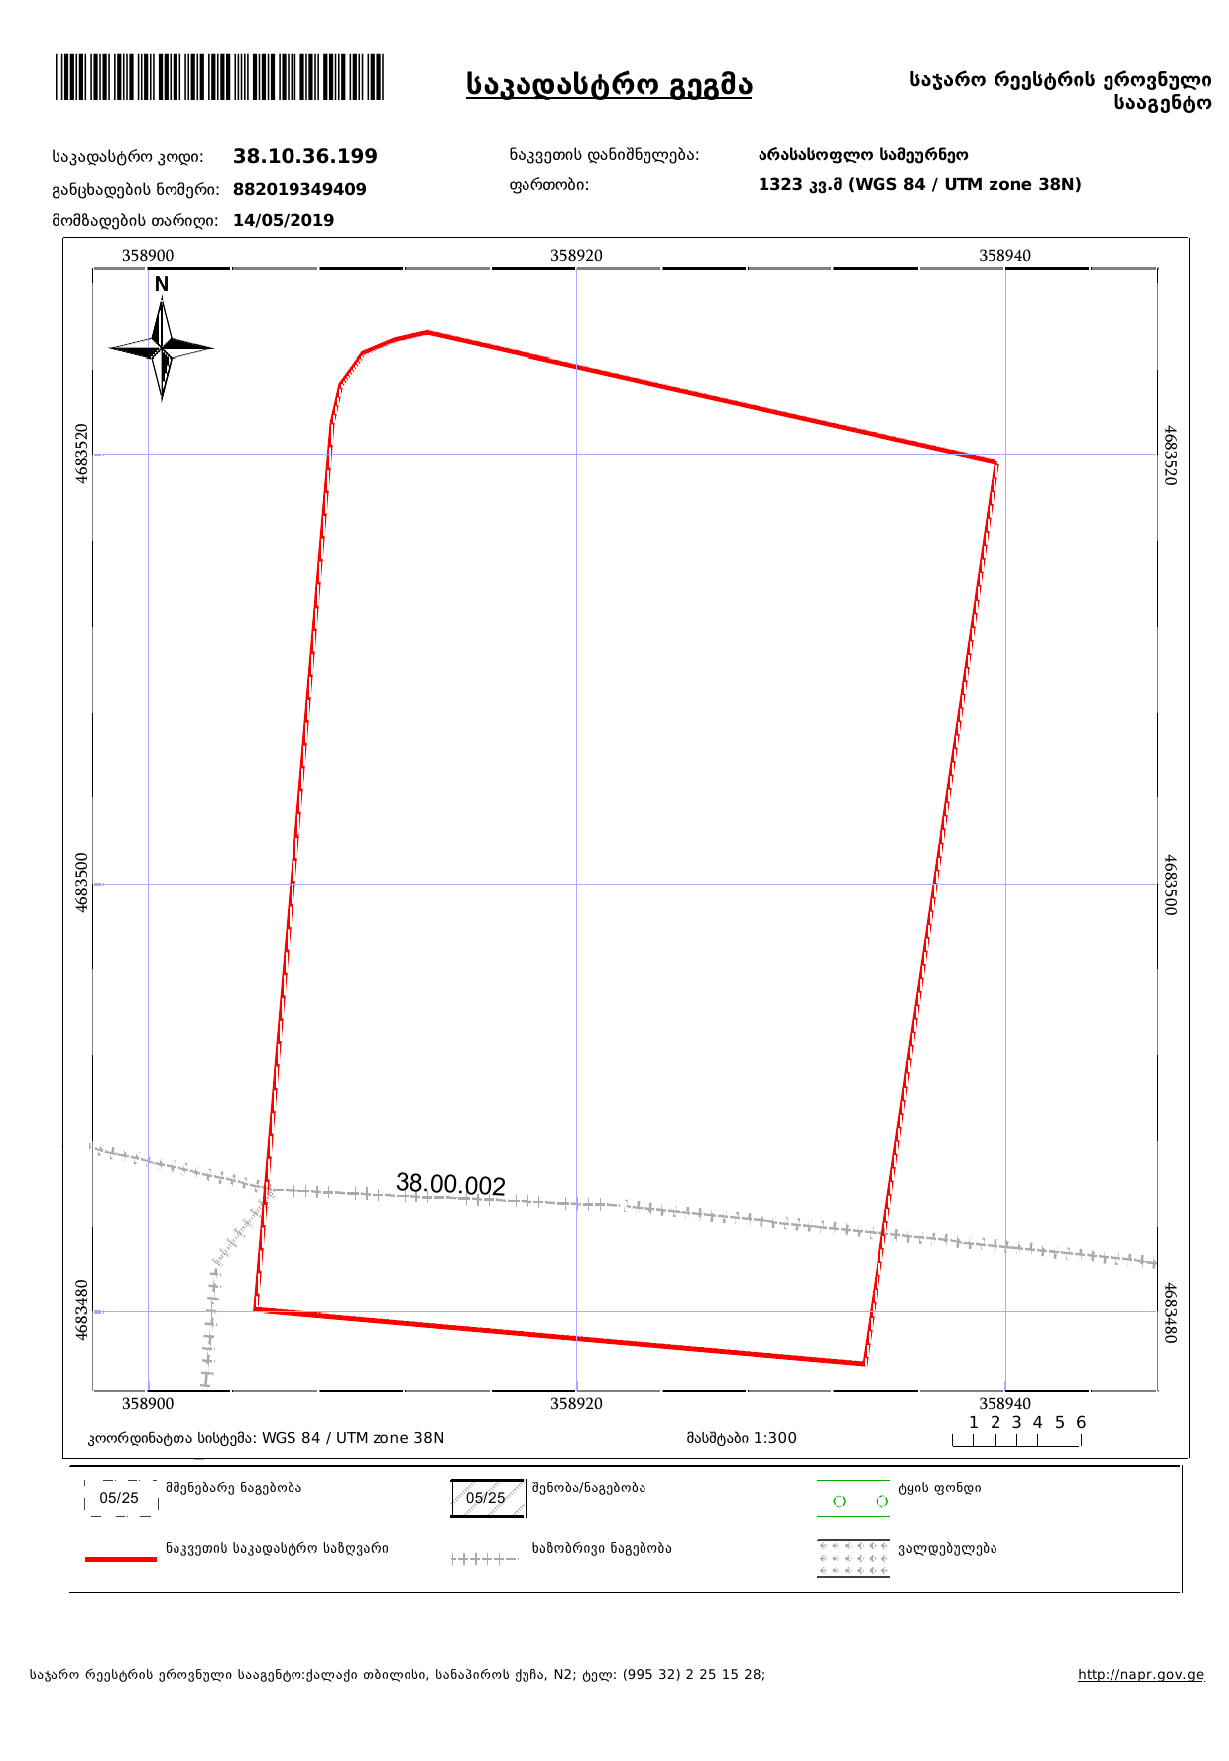 საკადასტრო გეგმა
საჯარო რეესტრის ეროვნული
სააგენტო
საკადასტრო კოდი: 38.10.36.199
ნაკვეთის დანიშნულება: არასასოფლო სამეურნეო
განცხადების ნომერი: 882019349409
ფართობი: 1323 კვ.მ (WGS 84 / UTM zone 38N)
მომზადების თარიღი: 14/05/2019
358900 358920 358940
N
4683520 4683520
4683500 4683500
38.00.002
4683480 4683480
358900 358920 358940
1 2 3 4 5 6
კოორდინატთა სისტემა: WGS 84 / UTM zone 38N
მასშტაბი 1:300
05/25 მშენებარე ნაგებობა
05/25 შენობა/ნაგებობა
ტყის ფონდი
ნაკვეთის საკადასტრო საზღვარი
ხაზობრივი ნაგებობა
ვალდებულება
საჯარო რეესტრის ეროვნული სააგენტო:ქალაქი თბილისი, სანაპიროს ქუჩა, N2; ტელ: (995 32) 2 25 15 28;
http://napr.gov.ge